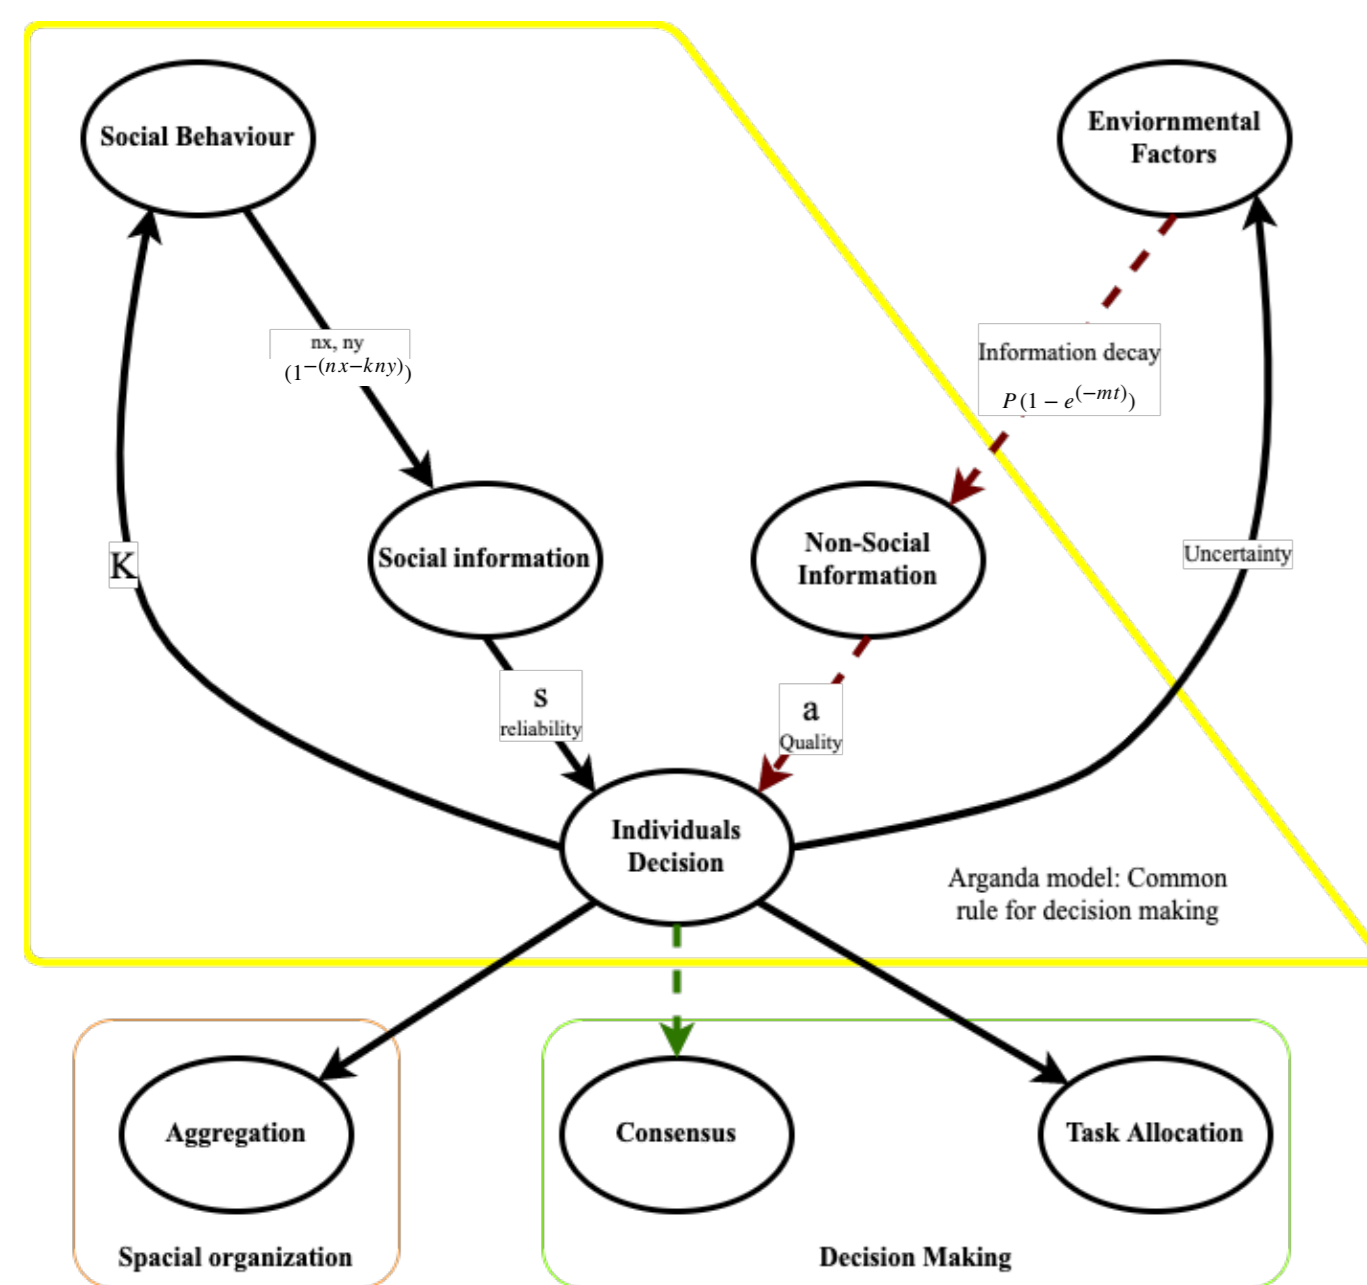 Social Behaviour
Enviornmental
Factors
nx, ny
(1^{−(nx−kny)})
Information decay
P(1 − e^{(−mt)})
K
Social information
Non-Social
Information
Uncertainty
s
reliability
a
Quality
Individuals
Decision
Arganda model: Common
rule for decision making
Aggregation
Consensus
Task Allocation
Spacial organization
Decision Making